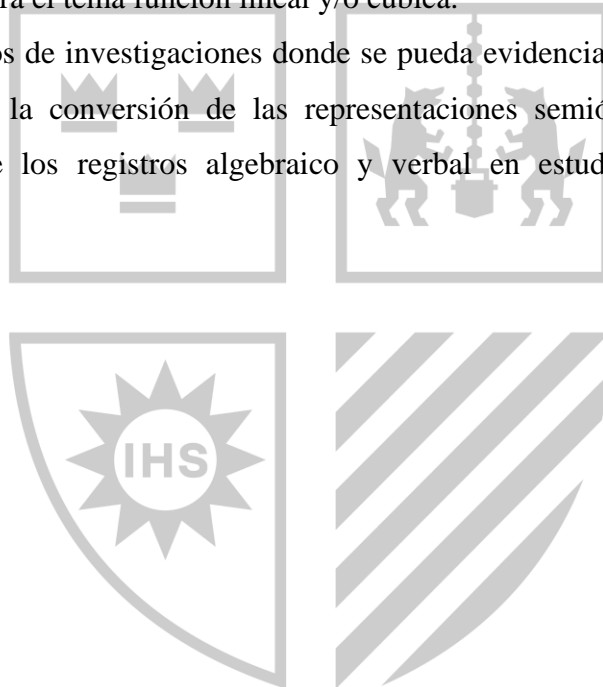 ra el tema función lineal y/o cúbica.
os de investigaciones donde se pueda evidencia
la conversión de las representaciones semió
e los registros algebraico y verbal en estud
IHS